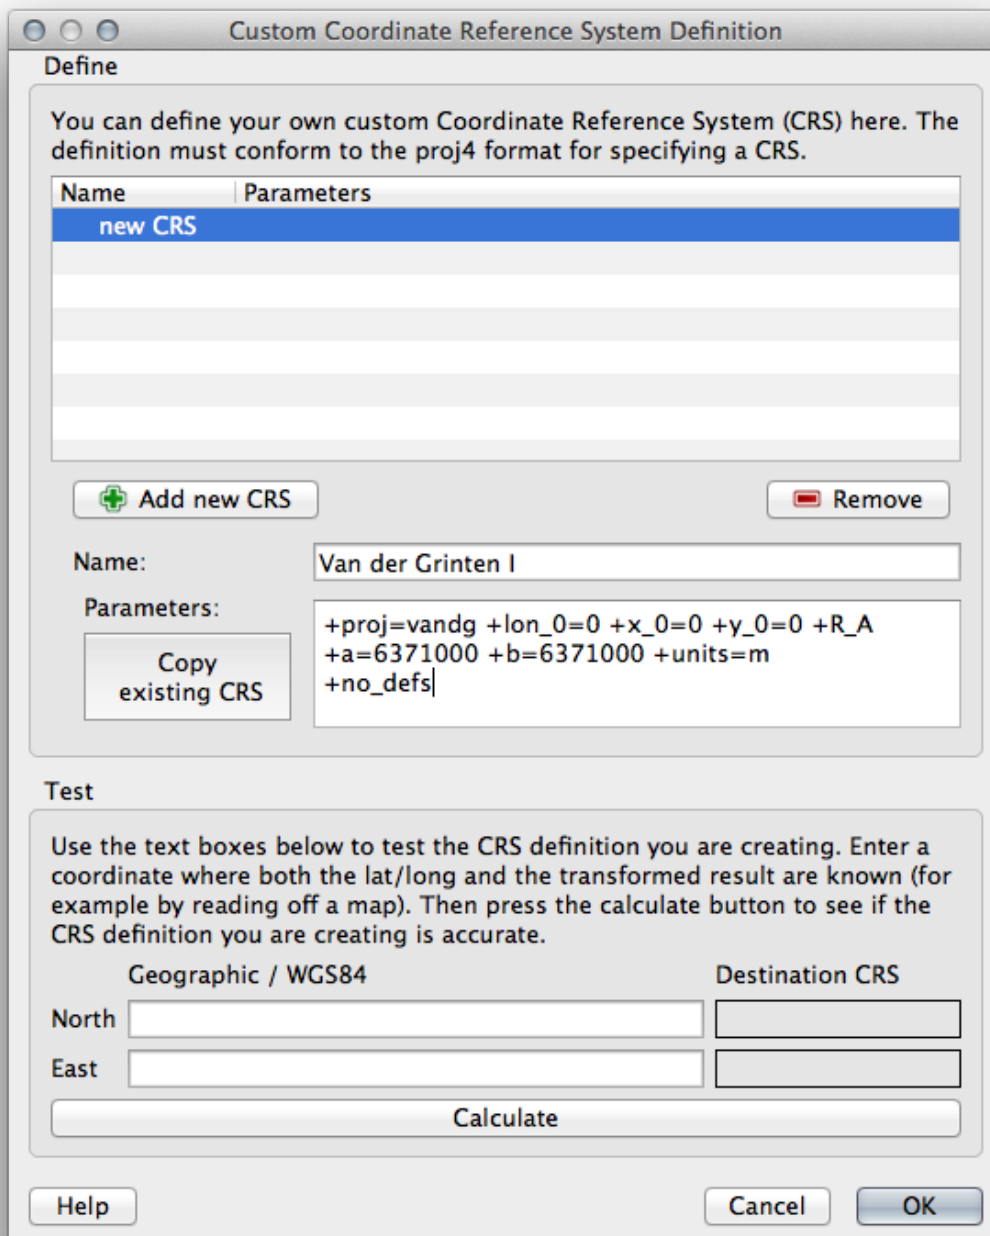 Custom Coordinate Reference System Definition
Define
You can define your own custom Coordinate Reference System (CRS) here. The
definition must conform to the proj4 format for specifying a CRS.
Name Parameters
new CRS
Add new CRS Remove
Name: Van der Grinten I
Parameters:
Copy
existing CRS
+proj=vandg +lon_0=0 +x_0=0 +y_0=0 +R_A
+a=6371000 +b=6371000 +units=m
+no_defs
Test
Use the text boxes below to test the CRS definition you are creating. Enter a
coordinate where both the lat/long and the transformed result are known (for
example by reading off a map). Then press the calculate button to see if the
CRS definition you are creating is accurate.
Geographic / WGS84 Destination CRS
North
East
Calculate
Help Cancel OK